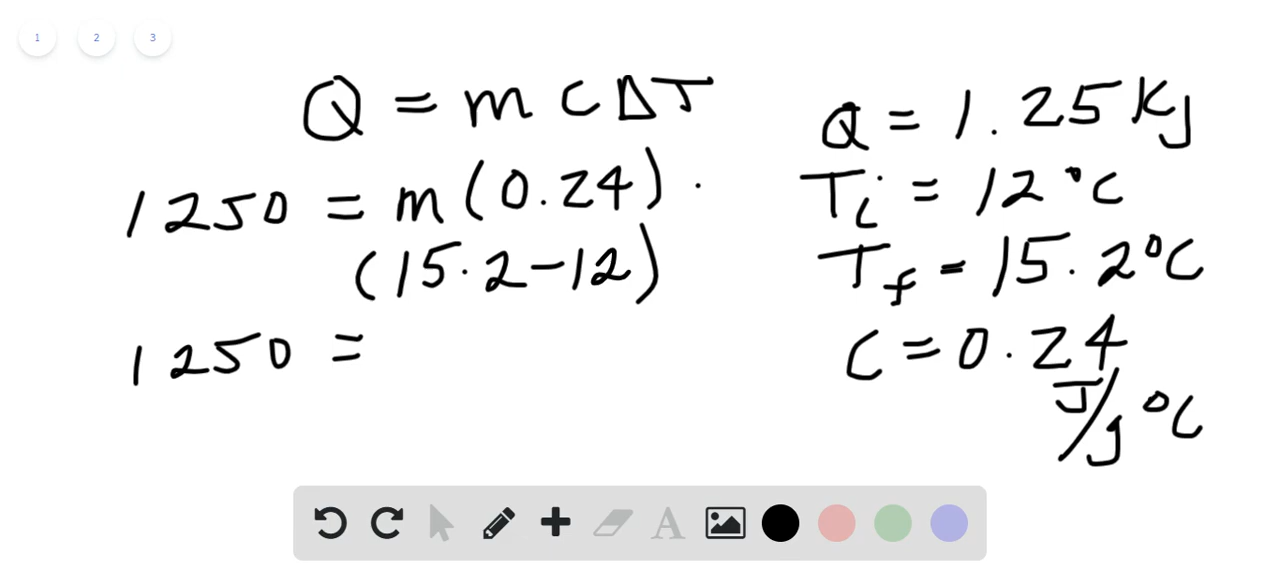 1 2 3
Q = m C Δ T
1250 = m (0.24) ·
(15.2-12)
1250 =
Q = 1.25 KJ
Ti = 12 °C
Tf = 15.2 °C
C = 0.24
J/g °C
A